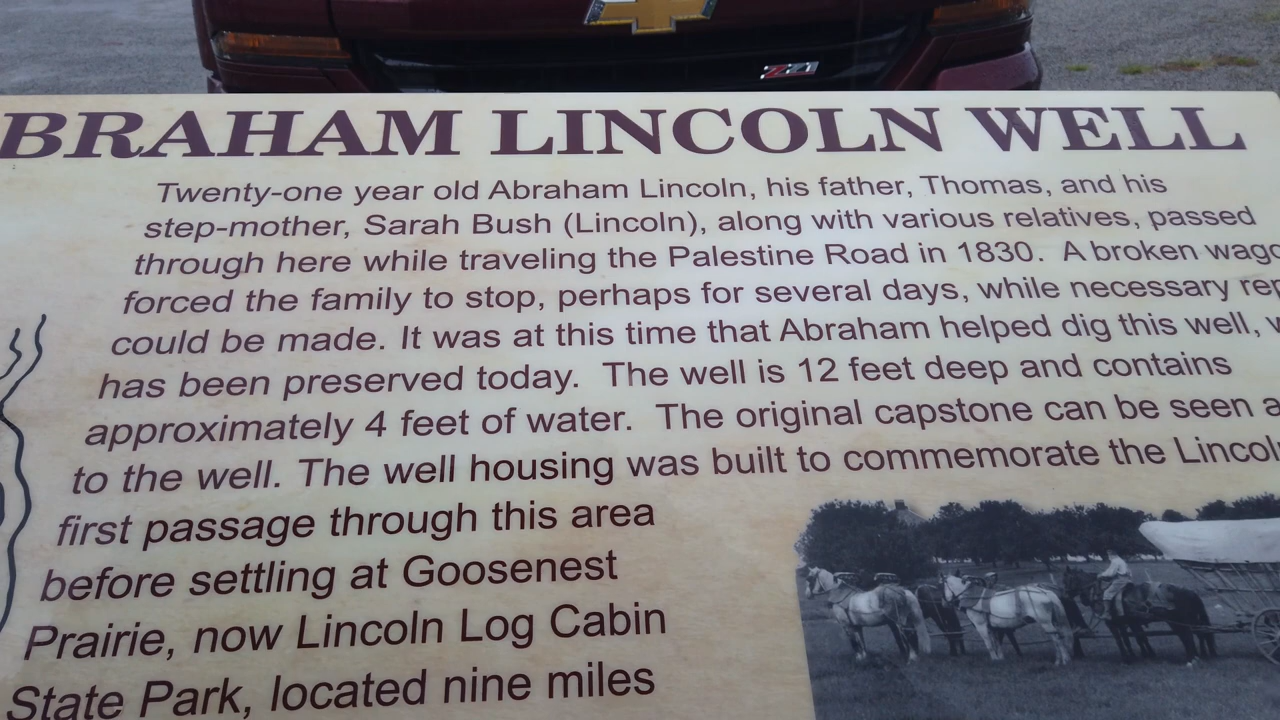 Z71
BRAHAM LINCOLN WELL
Twenty-one year old Abraham Lincoln, his father, Thomas, and his
step-mother, Sarah Bush (Lincoln), along with various relatives, passed
through here while traveling the Palestine Road in 1830. A broken wago
forced the family to stop, perhaps for several days, while necessary rep
could be made. It was at this time that Abraham helped dig this well, w
has been preserved today. The well is 12 feet deep and contains
approximately 4 feet of water. The original capstone can be seen a
to the well. The well housing was built to commemorate the Lincol
first passage through this area
before settling at Goosenest
Prairie, now Lincoln Log Cabin
State Park, located nine miles